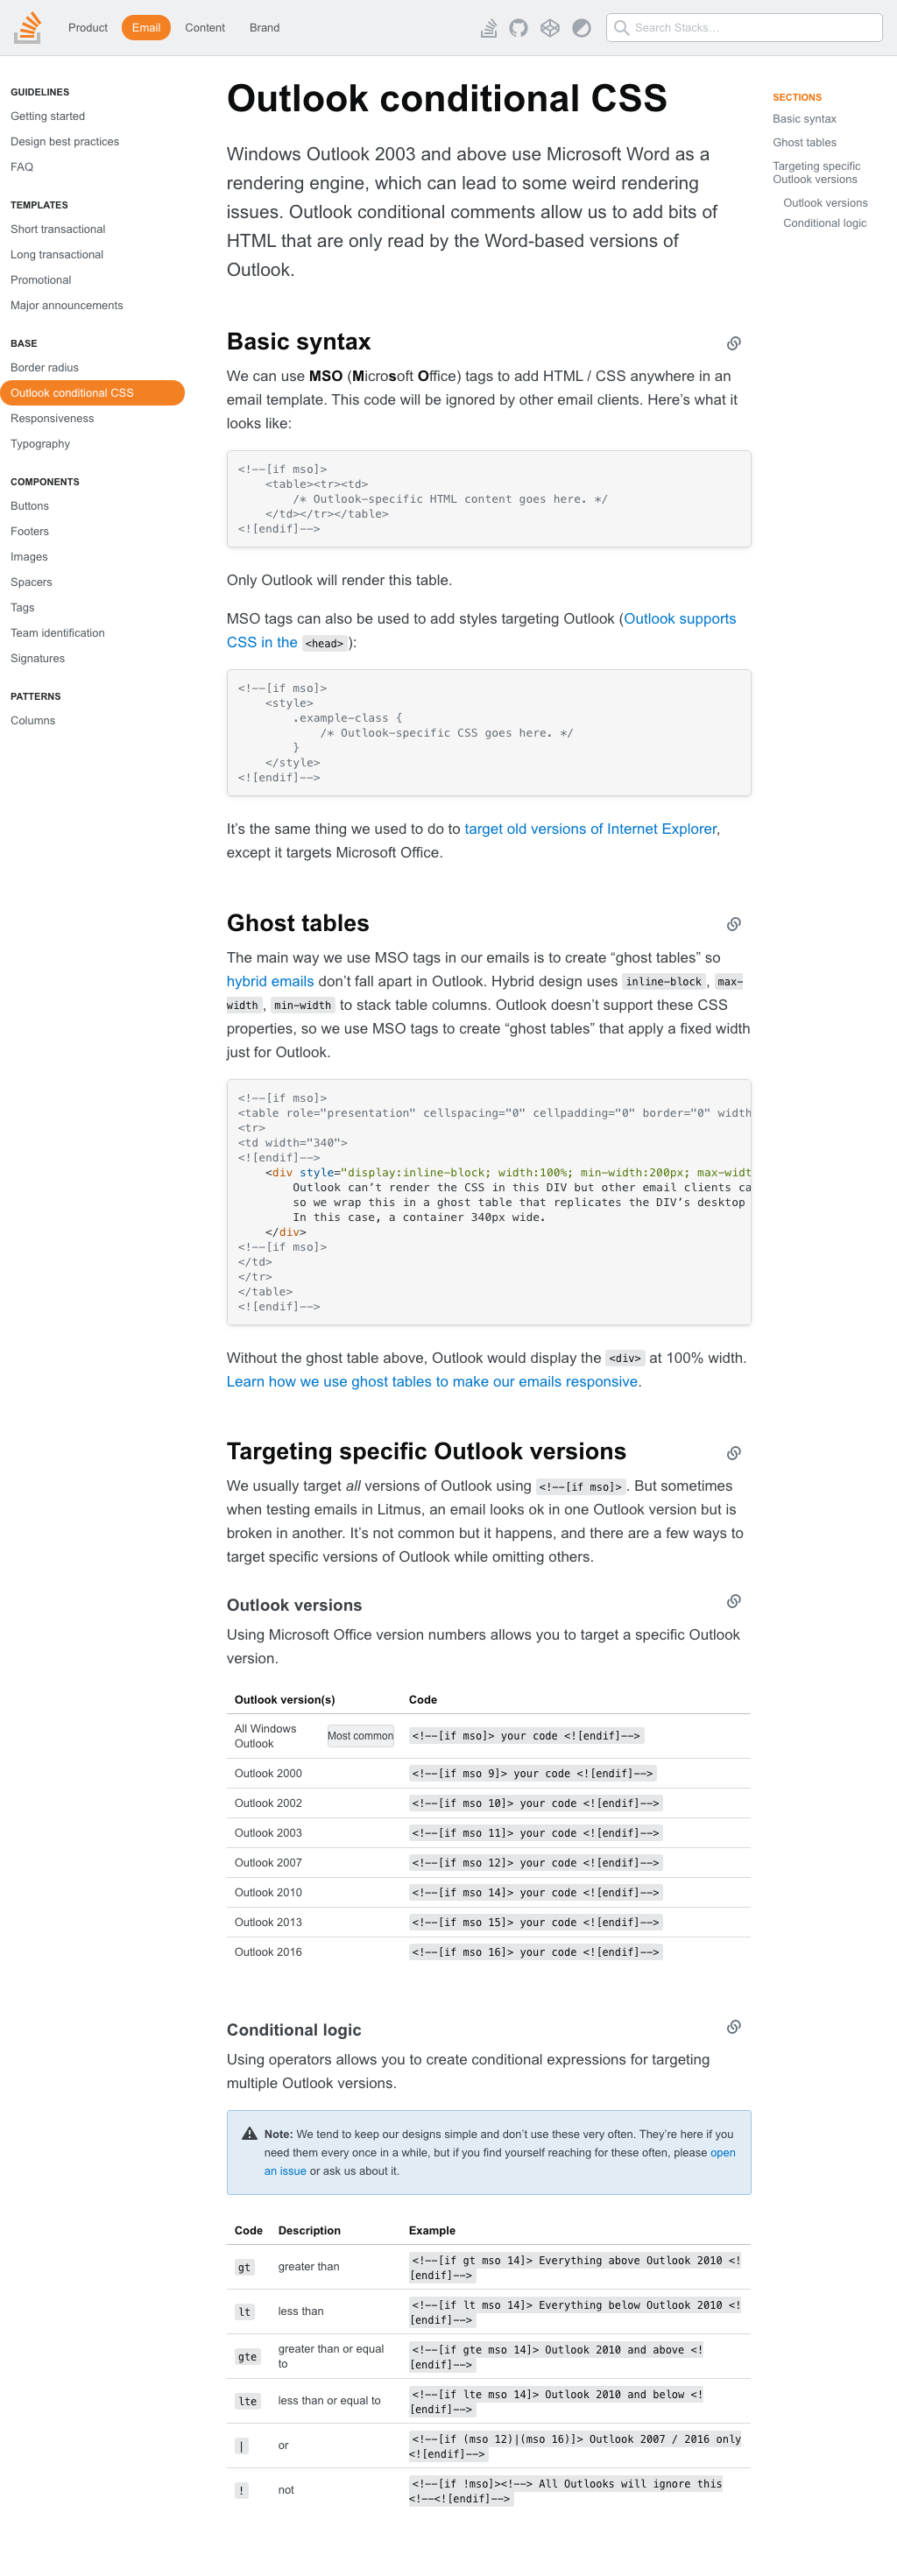 Product Email Content Brand Search Stacks…
GUIDELINES
Getting started
Design best practices
FAQ
TEMPLATES
Short transactional
Long transactional
Promotional
Major announcements
BASE
Border radius
Outlook conditional CSS
Responsiveness
Typography
COMPONENTS
Buttons
Footers
Images
Spacers
Tags
Team identification
Signatures
PATTERNS
Columns
Outlook conditional CSS
Windows Outlook 2003 and above use Microsoft Word as a
rendering engine, which can lead to some weird rendering
issues. Outlook conditional comments allow us to add bits of
HTML that are only read by the Word-based versions of
Outlook.
Basic syntax
We can use MSO (Microsoft Office) tags to add HTML / CSS anywhere in an
email template. This code will be ignored by other email clients. Here’s what it
looks like:
<!--[if mso]>
<table><tr><td>
/* Outlook-specific HTML content goes here. */
</td></tr></table>
<![endif]-->
Only Outlook will render this table.
MSO tags can also be used to add styles targeting Outlook (Outlook supports
CSS in the <head>):
<!--[if mso]>
<style>
.example-class {
/* Outlook-specific CSS goes here. */
}
</style>
<![endif]-->
It’s the same thing we used to do to target old versions of Internet Explorer,
except it targets Microsoft Office.
Ghost tables
The main way we use MSO tags in our emails is to create “ghost tables” so
hybrid emails don’t fall apart in Outlook. Hybrid design uses inline-block, max-
width, min-width to stack table columns. Outlook doesn’t support these CSS
properties, so we use MSO tags to create “ghost tables” that apply a fixed width
just for Outlook.
<!--[if mso]>
<table role="presentation" cellspacing="0" cellpadding="0" border="0" width
<tr>
<td width="340">
<![endif]-->
<div style="display:inline-block; width:100%; min-width:200px; max-widt
Outlook can’t render the CSS in this DIV but other email clients ca
so we wrap this in a ghost table that replicates the DIV’s desktop
In this case, a container 340px wide.
</div>
<!--[if mso]>
</td>
</tr>
</table>
<![endif]-->
Without the ghost table above, Outlook would display the <div> at 100% width.
Learn how we use ghost tables to make our emails responsive.
Targeting specific Outlook versions
We usually target all versions of Outlook using <!--[if mso]>. But sometimes
when testing emails in Litmus, an email looks ok in one Outlook version but is
broken in another. It’s not common but it happens, and there are a few ways to
target specific versions of Outlook while omitting others.
Outlook versions
Using Microsoft Office version numbers allows you to target a specific Outlook
version.
Outlook version(s) Code
All Windows
Outlook Most common <!--[if mso]> your code <![endif]-->
Outlook 2000 <!--[if mso 9]> your code <![endif]-->
Outlook 2002 <!--[if mso 10]> your code <![endif]-->
Outlook 2003 <!--[if mso 11]> your code <![endif]-->
Outlook 2007 <!--[if mso 12]> your code <![endif]-->
Outlook 2010 <!--[if mso 14]> your code <![endif]-->
Outlook 2013 <!--[if mso 15]> your code <![endif]-->
Outlook 2016 <!--[if mso 16]> your code <![endif]-->
Conditional logic
Using operators allows you to create conditional expressions for targeting
multiple Outlook versions.
Note: We tend to keep our designs simple and don’t use these very often. They’re here if you
need them every once in a while, but if you find yourself reaching for these often, please open
an issue or ask us about it.
Code Description Example
gt greater than <!--[if gt mso 14]> Everything above Outlook 2010 <!
[endif]-->
lt less than <!--[if lt mso 14]> Everything below Outlook 2010 <!
[endif]-->
gte greater than or equal
to <!--[if gte mso 14]> Outlook 2010 and above <!
[endif]-->
lte less than or equal to <!--[if lte mso 14]> Outlook 2010 and below <!
[endif]-->
| or <!--[if (mso 12)|(mso 16)]> Outlook 2007 / 2016 only
<![endif]-->
! not <!--[if !mso]><!--> All Outlooks will ignore this
<!--<![endif]-->
SECTIONS
Basic syntax
Ghost tables
Targeting specific
Outlook versions
Outlook versions
Conditional logic